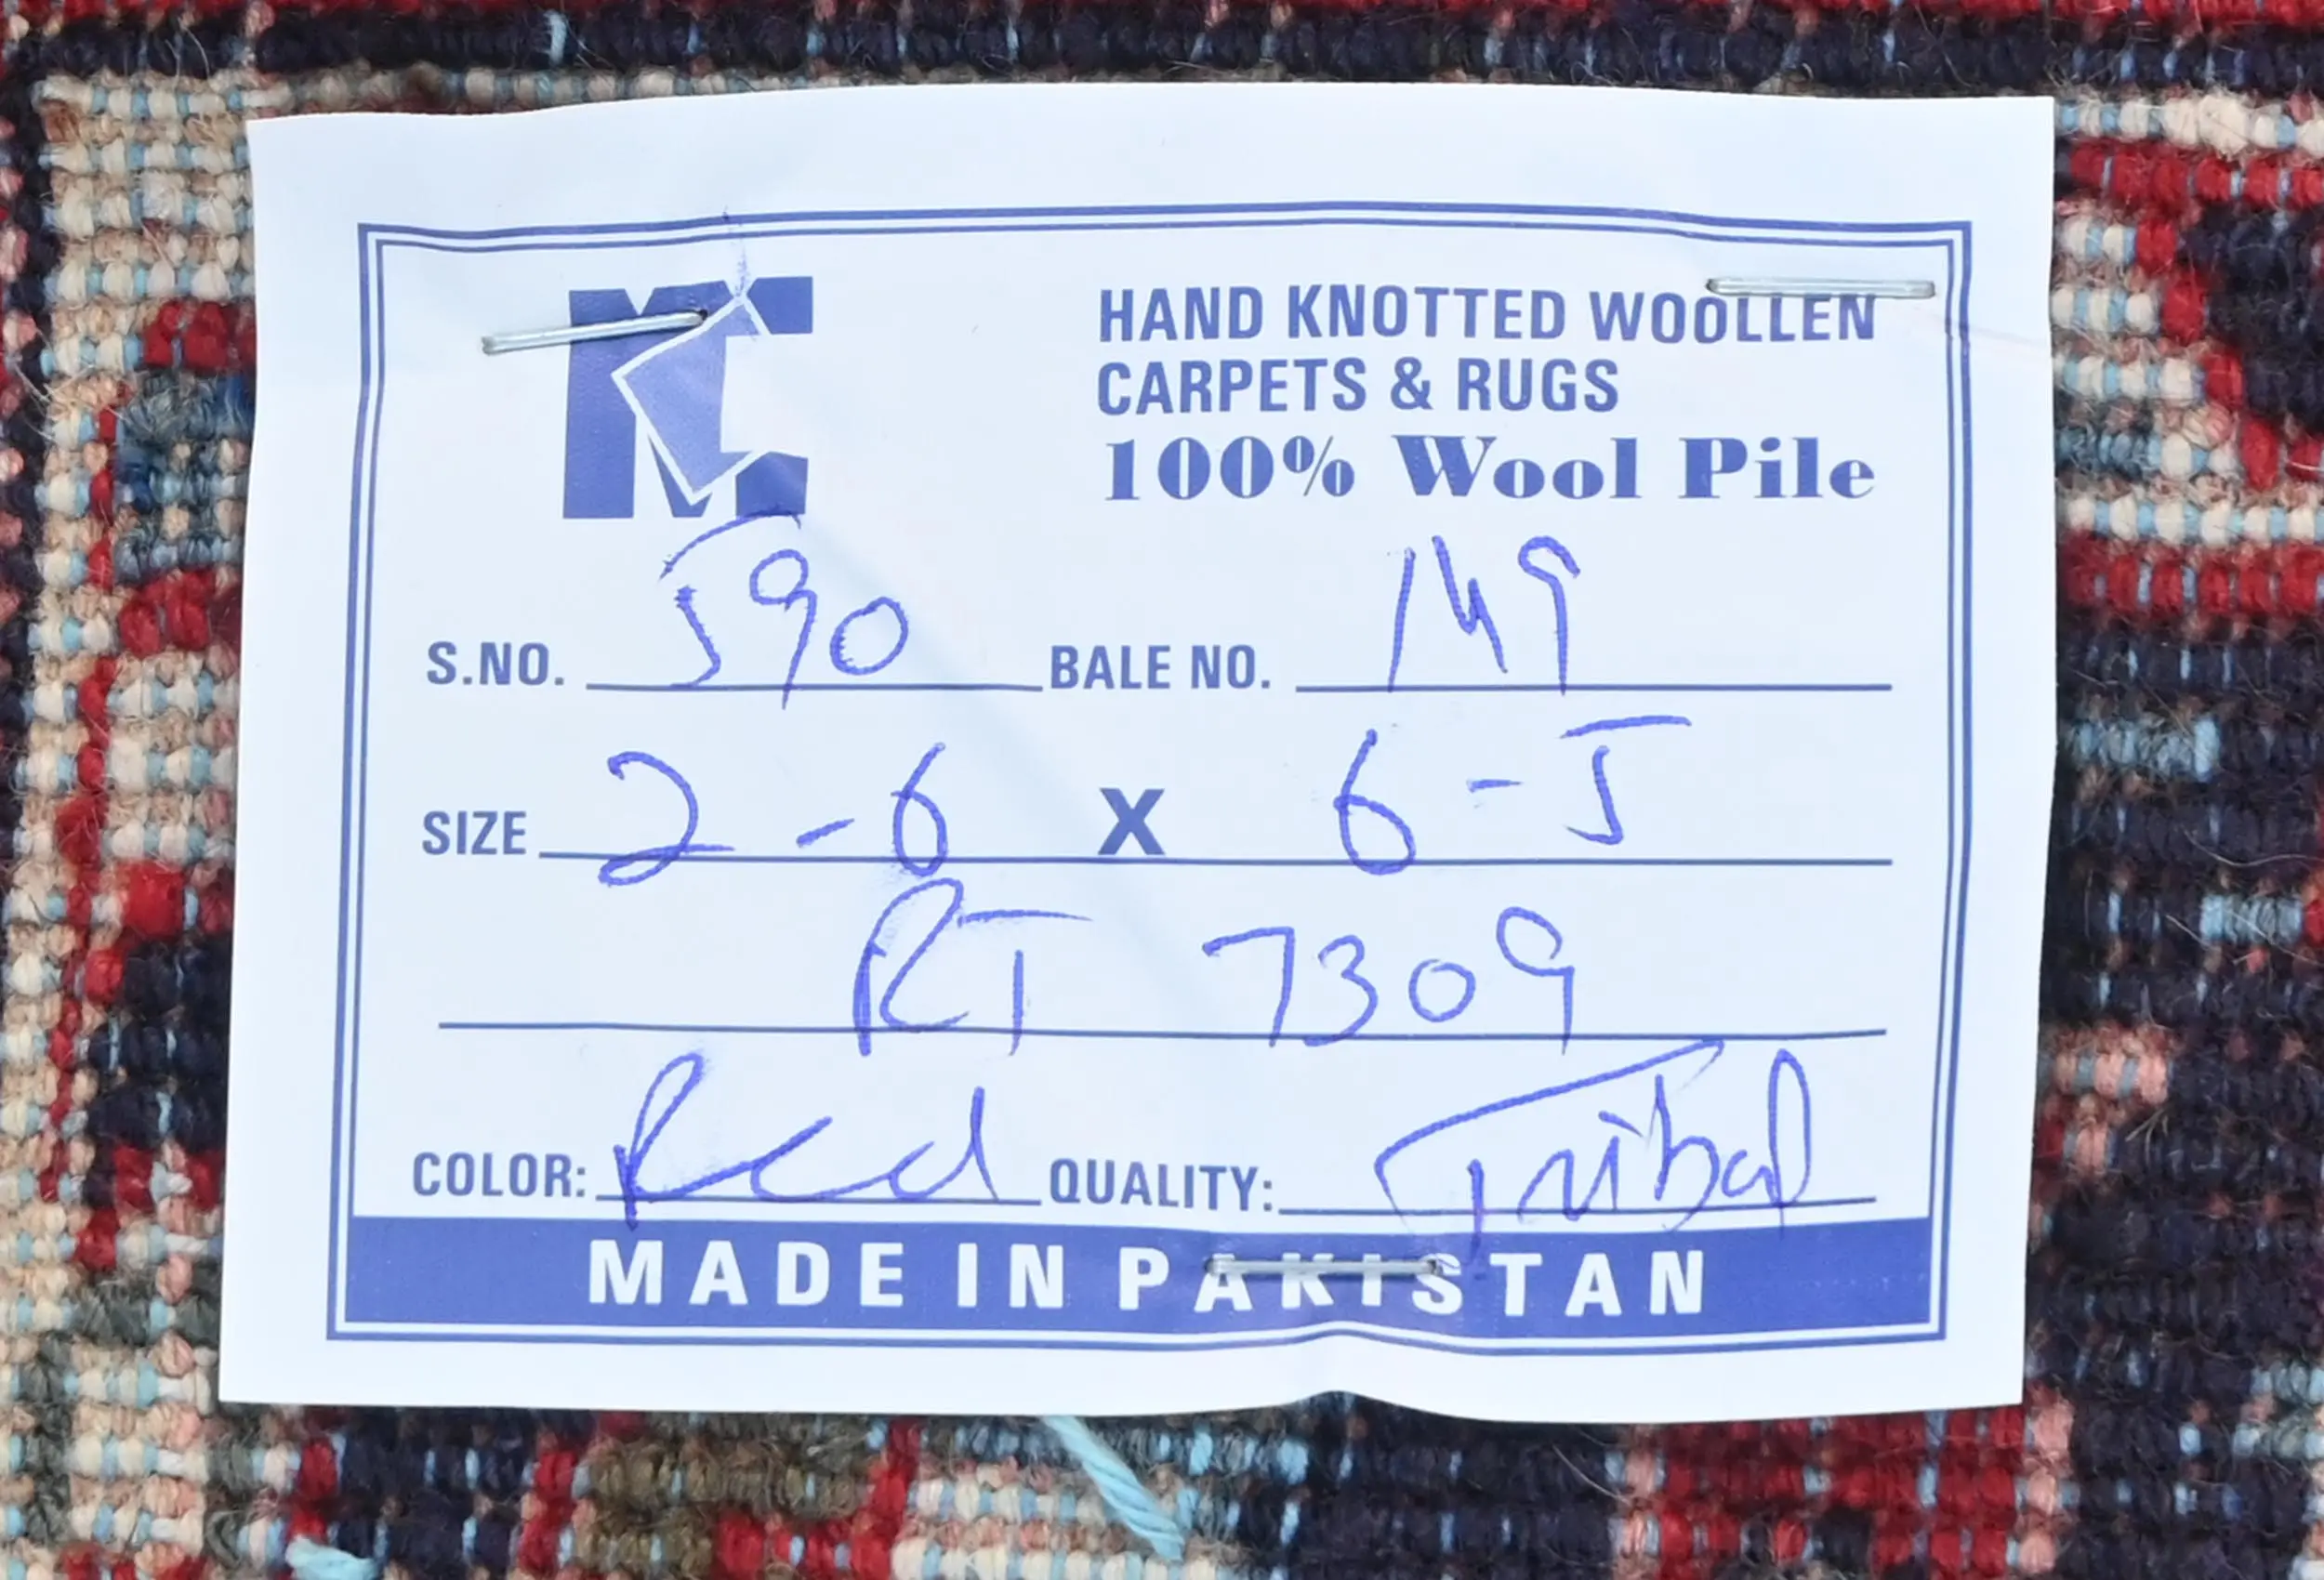 MC
HAND KNOTTED WOOLLEN
CARPETS & RUGS
100% Wool Pile
S.NO. 590 BALE NO. 149
SIZE 2-6 X 6-5
RT 7309
COLOR: Red QUALITY: Tribal
MADE IN PAKISTAN